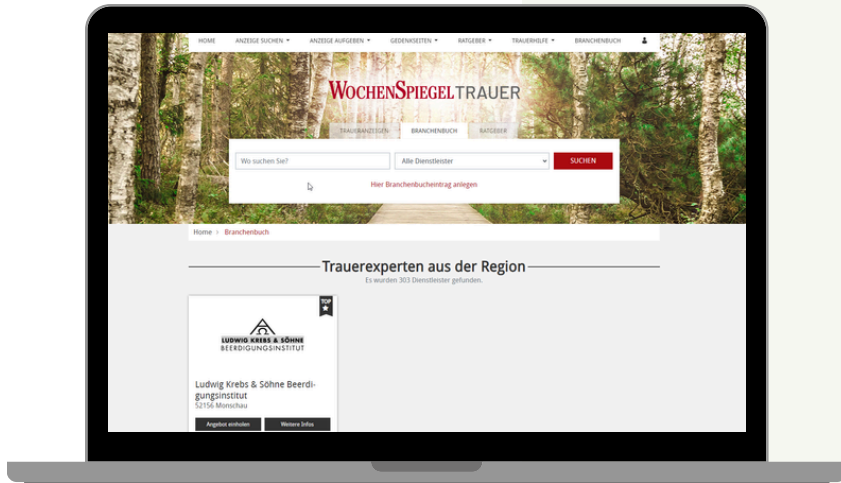 HOME ANZEIGE SUCHEN ANZEIGE AUFGEBEN GEDENKSEITEN RATGEBER TRAUERHILFE BRANCHENBUCH
WOCHENSPIEGELTRAUER
TRAUERANZEIGEN BRANCHENBUCH RATGEBER
Wo suchen Sie? Alle Dienstleister SUCHEN
Hier Branchenbucheintrag anlegen
Home > Branchenbuch
Trauerexperten aus der Region
Es wurden 303 Dienstleister gefunden.
TOP
LUDWIG KREBS & SÖHNE
BEERDIGUNGSINSTITUT
Ludwig Krebs & Söhne Beerdi-
gungsinstitut
52156 Monschau
Angebot einholen Weitere Infos